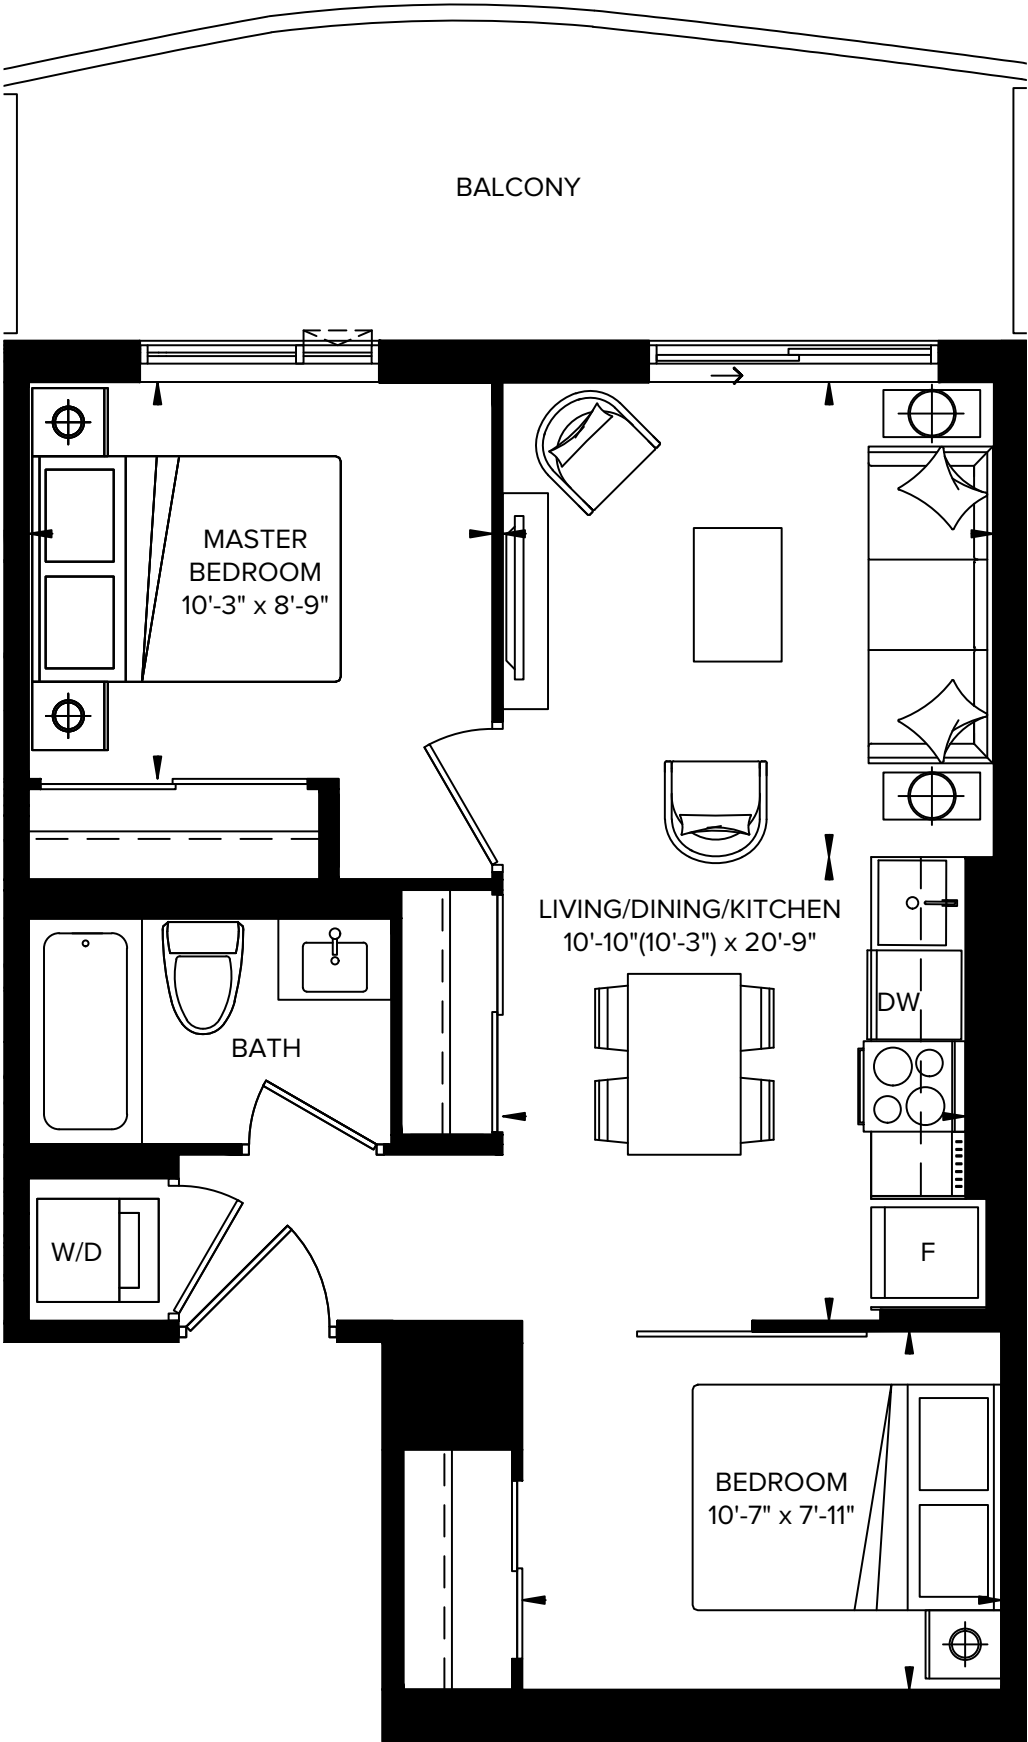 BALCONY
MASTER
BEDROOM
10'-3" x 8'-9"
LIVING/DINING/KITCHEN
10'-10"(10'-3") x 20'-9"
DW
BATH
W/D
F
BEDROOM
10'-7" x 7'-11"